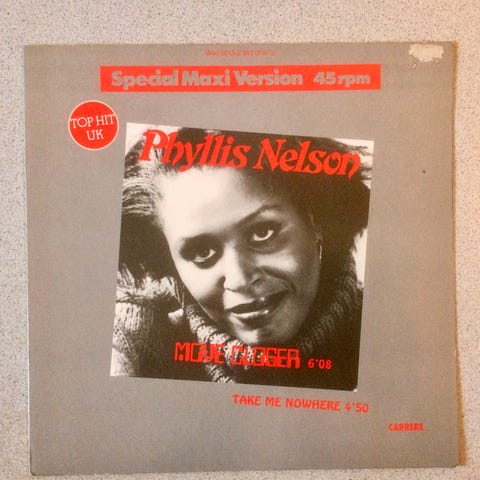 Special Maxi Version 45 rpm
TOP HIT
UK
Phyllis Nelson
MOVE CLOSER 6'08
TAKE ME NOWHERE 4'50
CARRERE